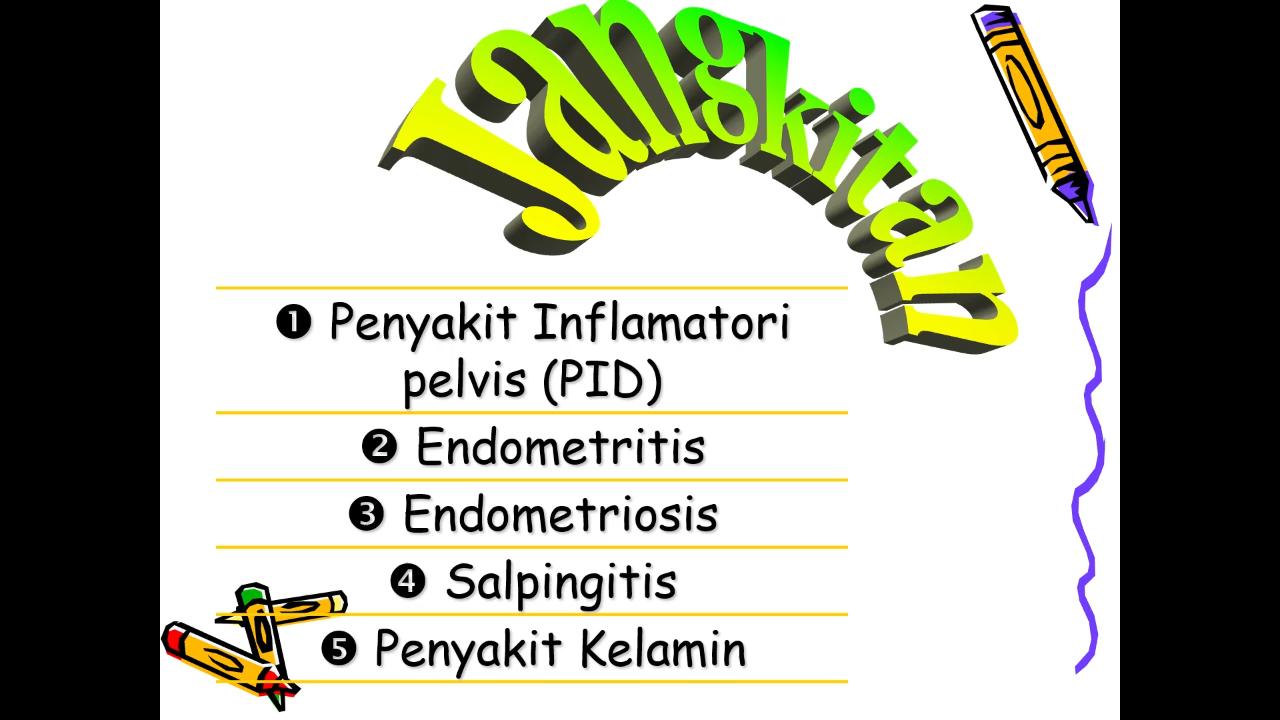 Jangkitan
❶ Penyakit Inflamatori
pelvis (PID)
❷ Endometritis
❸ Endometriosis
❹ Salpingitis
❺ Penyakit Kelamin